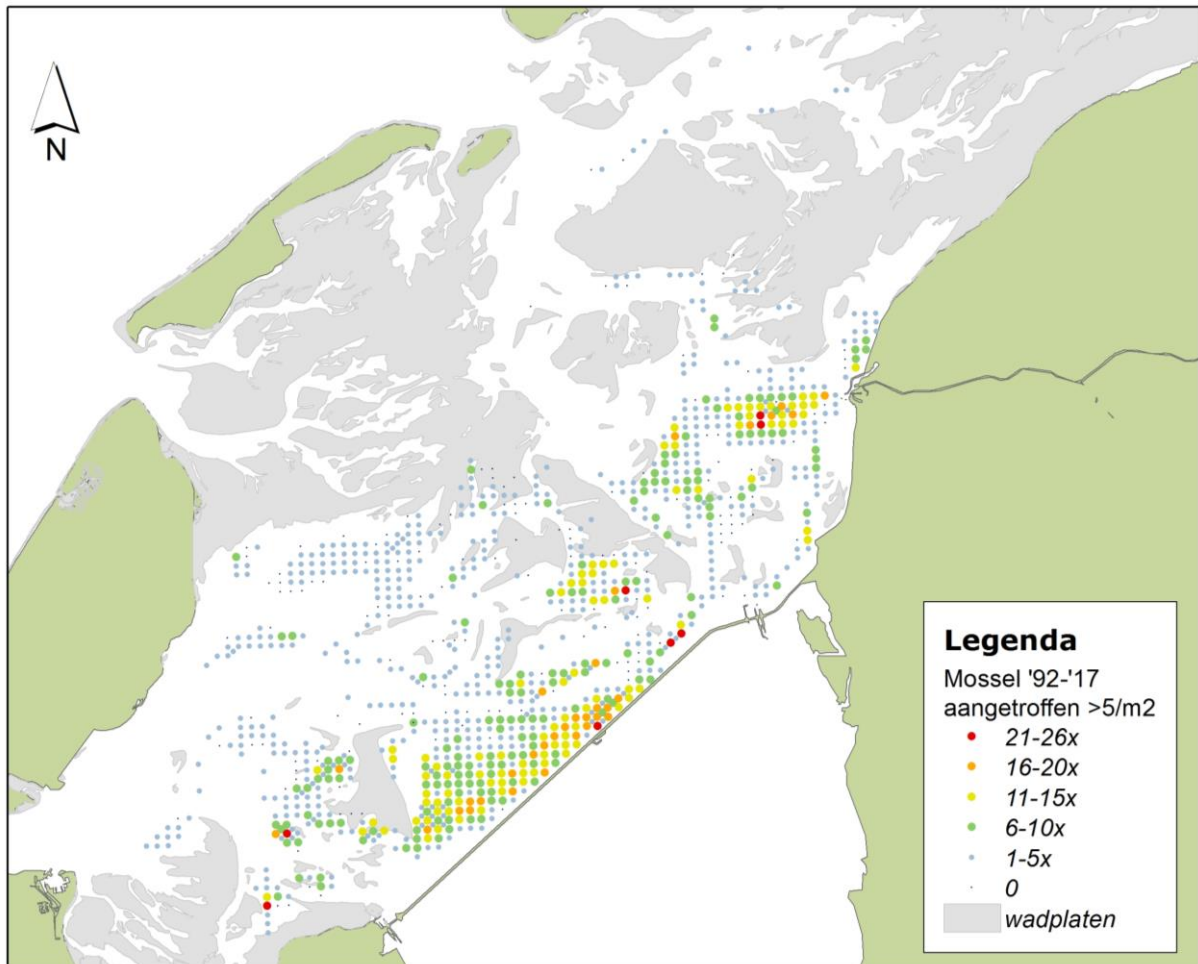 N
Legenda
Mossel '92-'17
aangetroffen >5/m2
21-26x
16-20x
11-15x
6-10x
1-5x
0
wadplaten